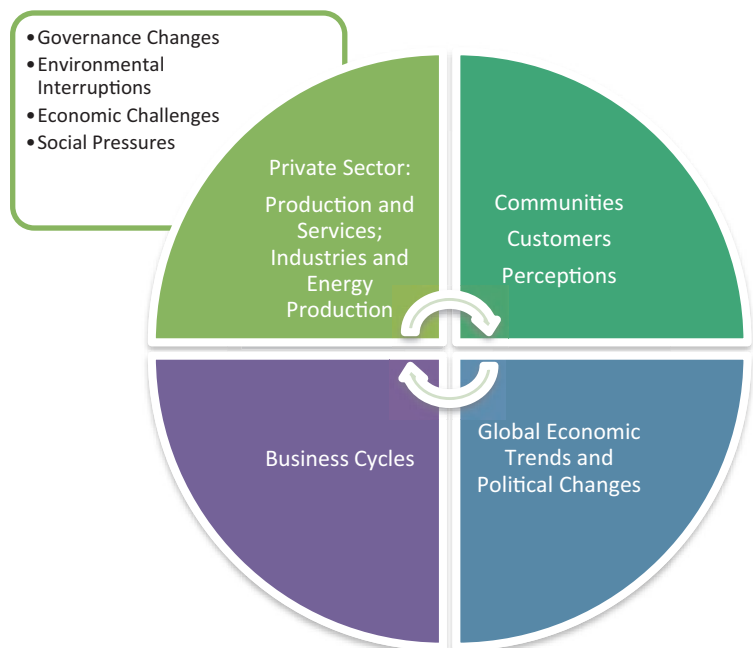 •Governance Changes
•Environmental
Interruptions
•Economic Challenges
•Social Pressures
Private Sector:
Production and
Services;
Industries and
Energy
Production
Communities
Customers
Perceptions
Business Cycles
Global Economic
Trends and
Political Changes